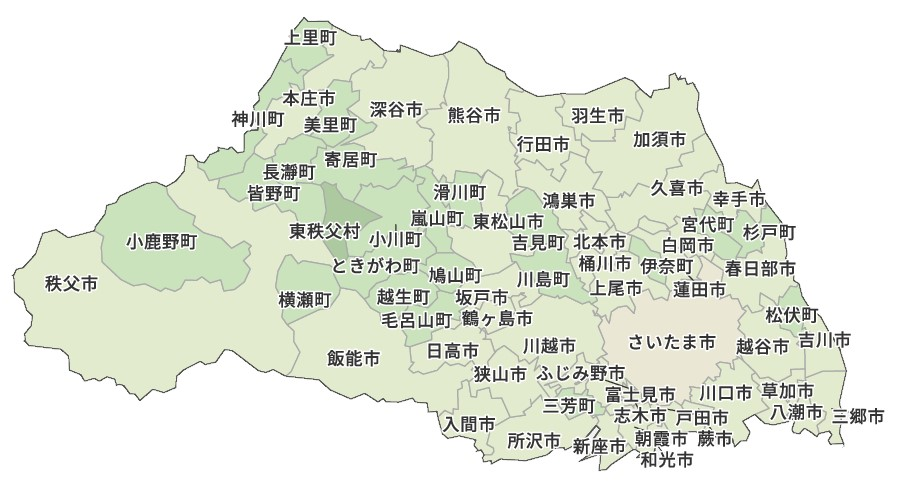 上里町
本庄市
神川町
美里町
深谷市
熊谷市
羽生市
行田市
加須市
寄居町
長瀞町
皆野町
滑川町
鴻巣市
久喜市
幸手市
嵐山町
東松山市
宮代町
杉戸町
東秩父村
小川町
吉見町
北本市
白岡市
小鹿野町
ときがわ町
桶川市
伊奈町
春日部市
秩父市
鳩山町
川島町
上尾市
蓮田市
横瀬町
越生町
坂戸市
毛呂山町
鶴ヶ島市
松伏町
さいたま市
吉川市
飯能市
日高市
川越市
越谷市
狭山市
ふじみ野市
富士見市
川口市
草加市
三芳町
志木市
戸田市
八潮市
三郷市
入間市
所沢市
新座市
朝霞市
蕨市
和光市